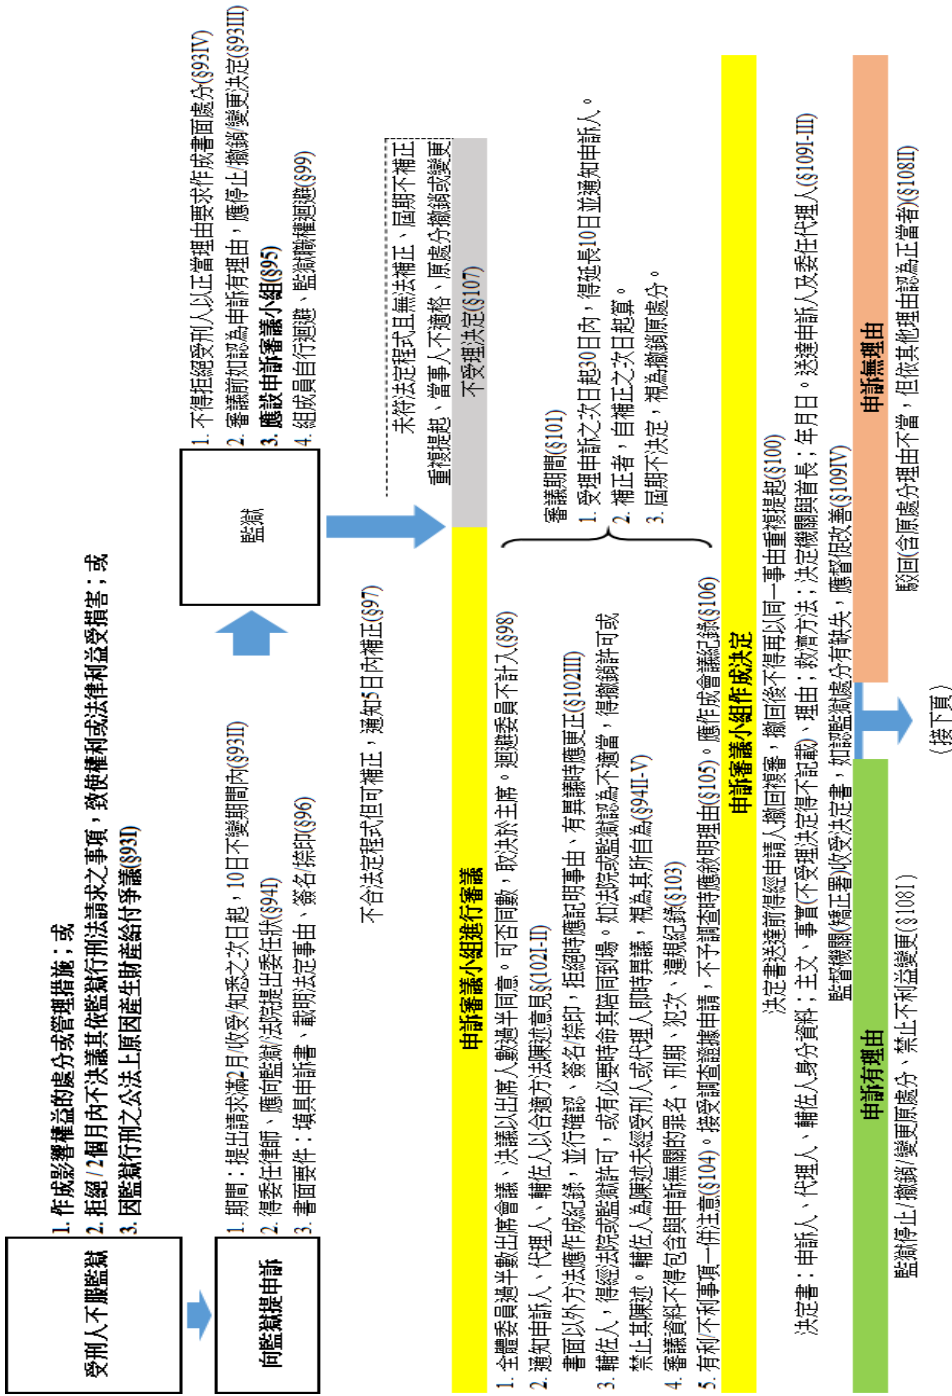 受刑人不服監獄
1. 作成影響權益的處分或管理措施；或
2. 拒絕 / 2個月內不決議其依監獄行刑法請求之事項，致使權利或法律利益受損害；或
3. 因監獄行刑之公法上原因產生財產給付爭議(§93I)
向監獄提申訴
1. 期間：提出請求滿2月/收受/知悉之次日起，10日不變期間內(§93II)
2. 得委任律師、應向監獄/法院提出委任狀(§94I)
3. 書面要件：填具申訴書、載明法定事由、簽名/捺印(§96)
監獄
1. 不得拒絕受刑人以正當理由要求作成書面處分(§93IV)
2. 審議前如認為申訴有理由，應停止/撤銷/變更決定(§93III)
3. 應設申訴審議小組(§95)
4. 組成員自行迴避、監獄職權迴避(§99)
不合法定程式但可補正，通知5日內補正(§97)
未符法定程式且無法補正、屆期不補正
重複提起、當事人不適格、原處分撤銷或變更
申訴審議小組進行審議
不受理決定(§107)
1. 全體委員過半數出席會議、決議以出席人數過半同意。可否同數，取決於主席。迴避委員不計入(§98)
2. 通知申訴人、代理人、輔佐人以合適方法陳述意見§(102I-II)
書面以外方法應作成紀錄，並行確認、簽名/捺印，拒絕時應記明事由、有異議時應更正(§102III)
3. 輔佐人，得經法院或監獄許可，或有必要時命其陪同到場。如法院或監獄認為不適當，得撤銷許可或
禁止其陳述。輔佐人為陳述未經受刑人或代理人即時異議，視為其所自為(§94II-V)
4. 審議資料不得包含與申訴無關的罪名、刑期、犯次、違規紀錄(§103)
5. 有利/不利事項一併注意(§104)。接受調查證據申請，不予調查時應敘明理由(§105)。應作成會議紀錄(§106)
審議期間(§101)
1. 受理申訴之次日起30日內，得延長10日並通知申訴人。
2. 補正者，自補正之次日起算。
3. 屆期不決定，視為撤銷原處分。
申訴審議小組作成決定
決定書送達前得經申請人撤回複審，撤回後不得再以同一事由重複提起(§100)
決定書：申訴人、代理人、輔佐人身分資料；主文、事實(不受理決定得不記載)、理由；救濟方法；決定機關與首長；年月日。送達申訴人及委任代理人(§109I-III)
監督機關(矯正署)收受決定書，如認監獄處分有缺失，應督促改善(§109IV)
申訴有理由
申訴無理由
監獄停止/撤銷/變更原處分、禁止不利益變更(§108I)
駁回(含原處分理由不當，但依其他理由認為正當者)(§108II)
（接下頁）